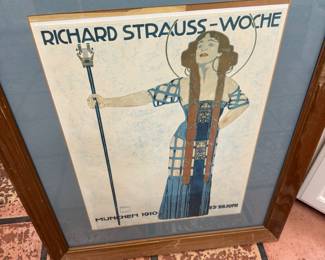 RICHARD STRAUSS-WOCHE
MÜNCHEN 1910